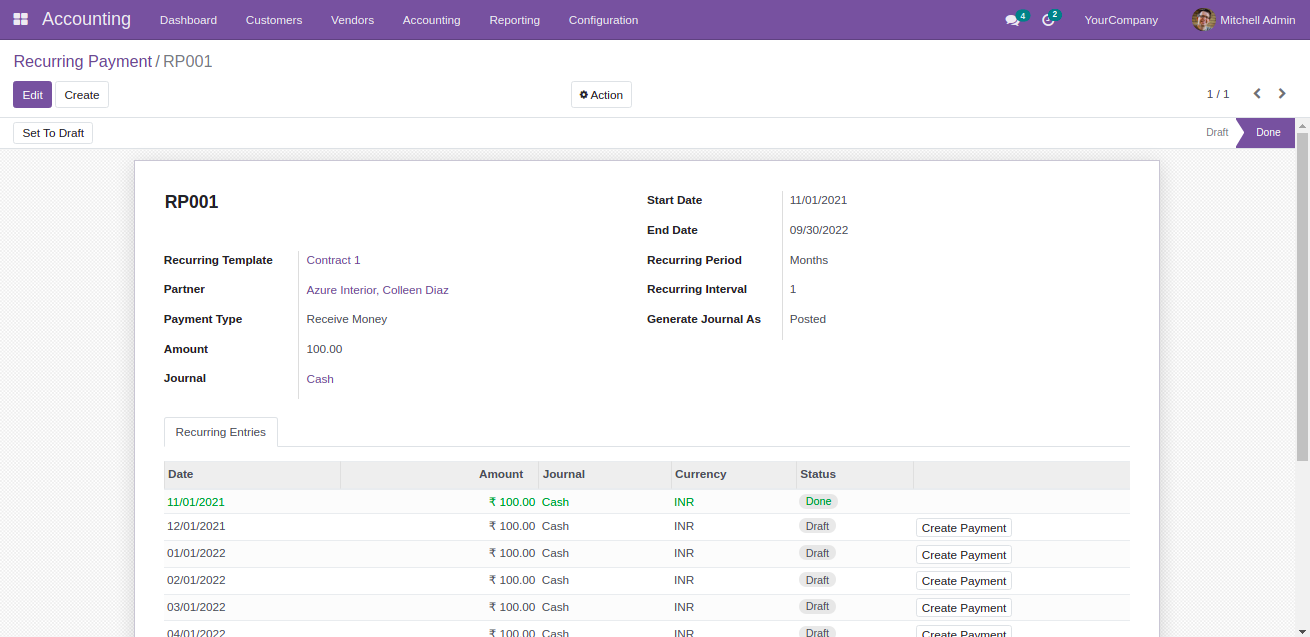 Accounting Dashboard Customers Vendors Accounting Reporting Configuration 4 2 YourCompany Mitchell Admin
Recurring Payment / RP001
Edit Create Action 1 / 1
Set To Draft Draft Done
RP001
Start Date 11/01/2021
End Date 09/30/2022
Recurring Template Contract 1 Recurring Period Months
Partner Azure Interior, Colleen Diaz Recurring Interval 1
Payment Type Receive Money Generate Journal As Posted
Amount 100.00
Journal Cash
Recurring Entries
Date Amount Journal Currency Status
11/01/2021 ₹ 100.00 Cash INR Done
12/01/2021 ₹ 100.00 Cash INR Draft Create Payment
01/01/2022 ₹ 100.00 Cash INR Draft Create Payment
02/01/2022 ₹ 100.00 Cash INR Draft Create Payment
03/01/2022 ₹ 100.00 Cash INR Draft Create Payment
04/01/2022 ₹ 100.00 Cash INR Draft Create Payment